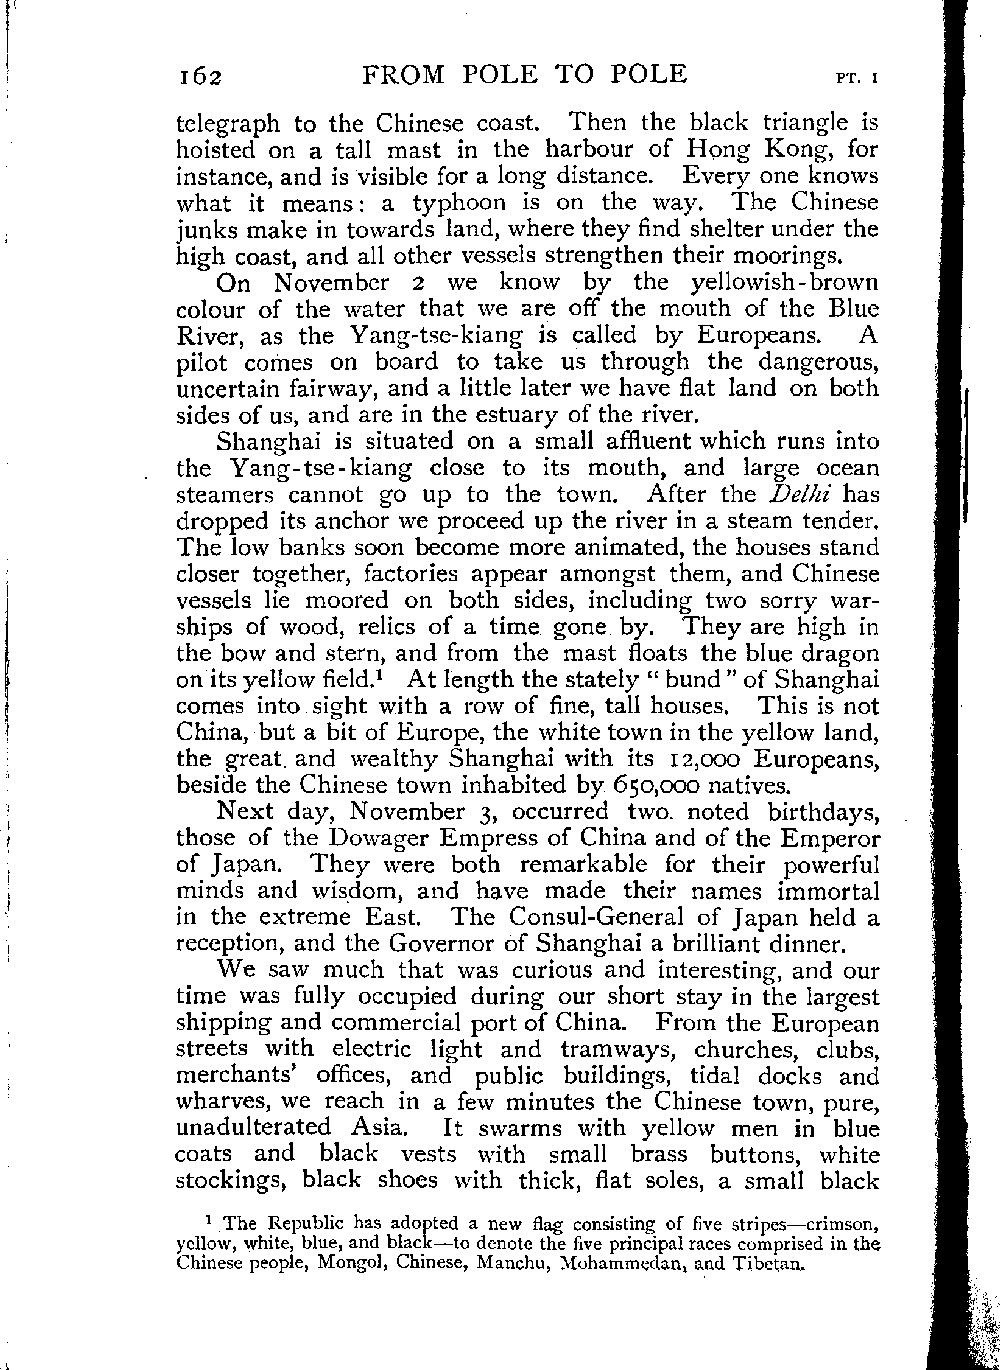 162 FROM POLE TO POLE PT. I
telegraph to the Chinese coast. Then the black triangle is
hoisted on a tall mast in the harbour of Hong Kong, for
instance, and is visible for a long distance. Every one knows
what it means: a typhoon is on the way. The Chinese
junks make in towards land, where they find shelter under the
high coast, and all other vessels strengthen their moorings.
On November 2 we know by the yellowish-brown
colour of the water that we are off the mouth of the Blue
River, as the Yang-tse-kiang is called by Europeans. A
pilot comes on board to take us through the dangerous,
uncertain fairway, and a little later we have flat land on both
sides of us, and are in the estuary of the river.
Shanghai is situated on a small affluent which runs into
the Yang-tse-kiang close to its mouth, and large ocean
steamers cannot go up to the town. After the Delhi has
dropped its anchor we proceed up the river in a steam tender.
The low banks soon become more animated, the houses stand
closer together, factories appear amongst them, and Chinese
vessels lie moored on both sides, including two sorry war-
ships of wood, relics of a time gone by. They are high in
the bow and stern, and from the mast floats the blue dragon
on its yellow field.¹ At length the stately “bund” of Shanghai
comes into sight with a row of fine, tall houses. This is not
China, but a bit of Europe, the white town in the yellow land,
the great and wealthy Shanghai with its 12,000 Europeans,
beside the Chinese town inhabited by 650,000 natives.
Next day, November 3, occurred two noted birthdays,
those of the Dowager Empress of China and of the Emperor
of Japan. They were both remarkable for their powerful
minds and wisdom, and have made their names immortal
in the extreme East. The Consul-General of Japan held a
reception, and the Governor of Shanghai a brilliant dinner.
We saw much that was curious and interesting, and our
time was fully occupied during our short stay in the largest
shipping and commercial port of China. From the European
streets with electric light and tramways, churches, clubs,
merchants’ offices, and public buildings, tidal docks and
wharves, we reach in a few minutes the Chinese town, pure,
unadulterated Asia. It swarms with yellow men in blue
coats and black vests with small brass buttons, white
stockings, black shoes with thick, flat soles, a small black
¹ The Republic has adopted a new flag consisting of five stripes—crimson,
yellow, white, blue, and black—to denote the five principal races comprised in the
Chinese people, Mongol, Chinese, Manchu, Mohammedan, and Tibetan.